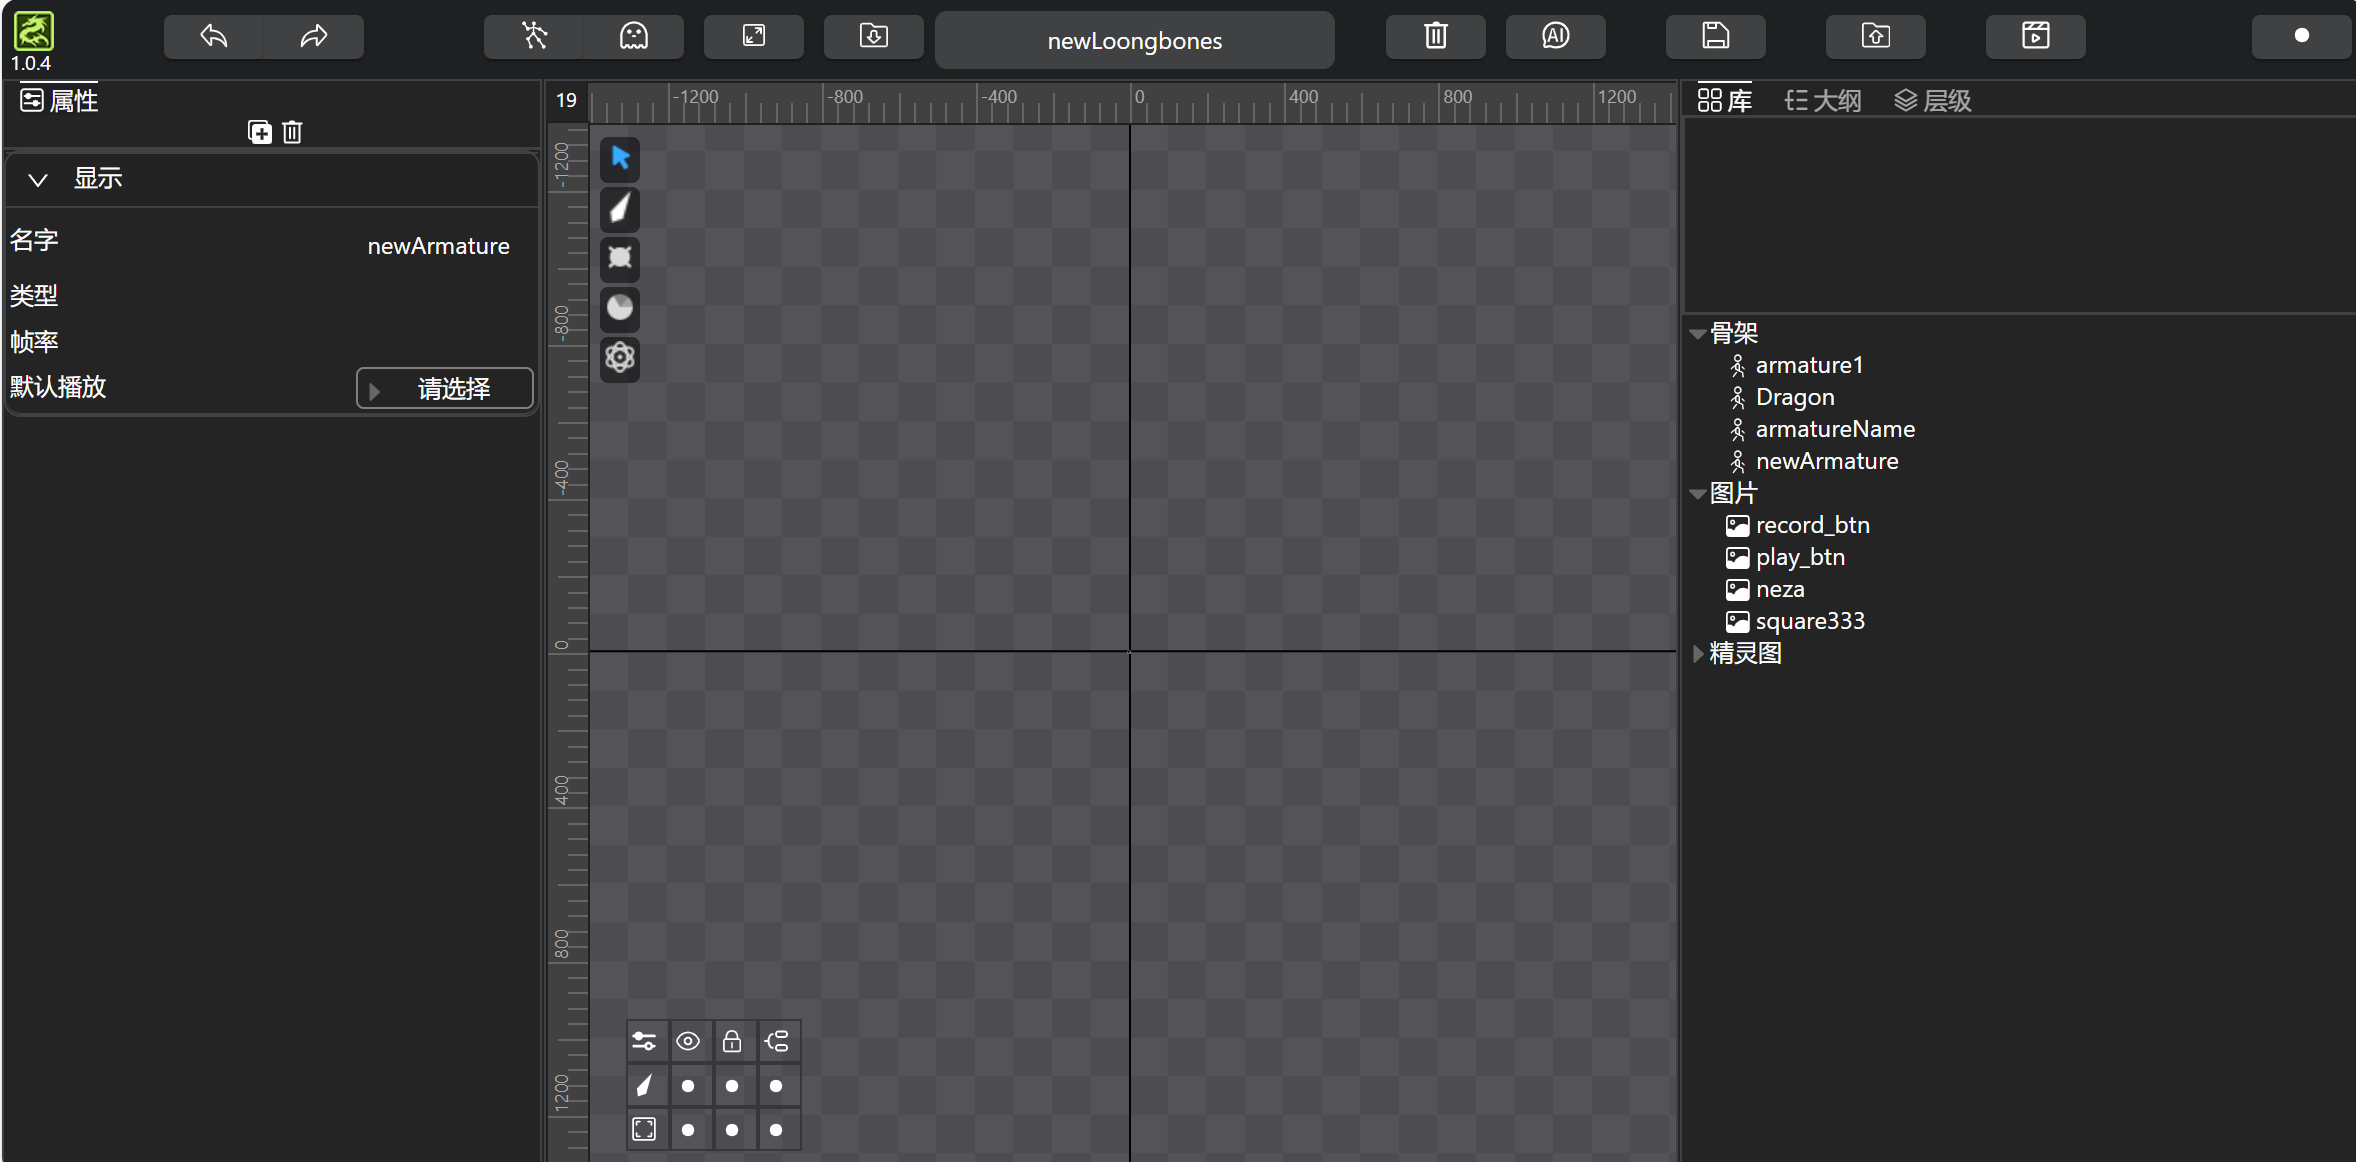 AI
newLoongbones
1.0.4
属性
显示
名字
newArmature
类型
帧率
默认播放
请选择
19
-1200
-800
-400
0
400
800
1200
-1200
-800
-400
0
400
800
1200
库
大纲
层级
骨架
armature1
Dragon
armatureName
newArmature
图片
record_btn
play_btn
neza
square333
精灵图